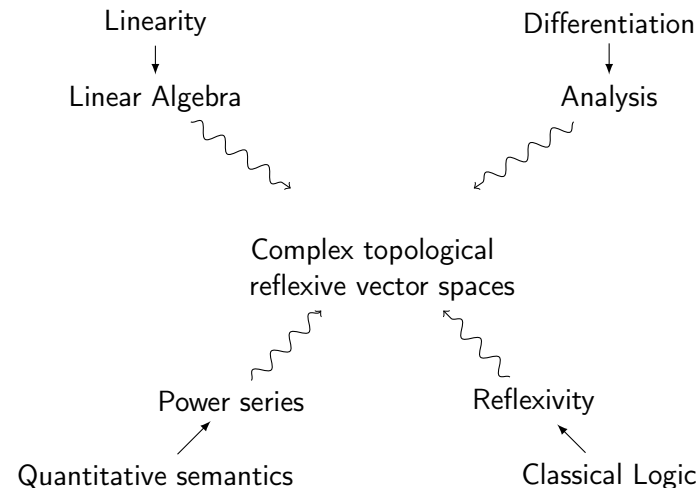 Linearity
Differentiation
Linear Algebra
Analysis
Complex topological
reflexive vector spaces
Power series
Reflexivity
Quantitative semantics
Classical Logic